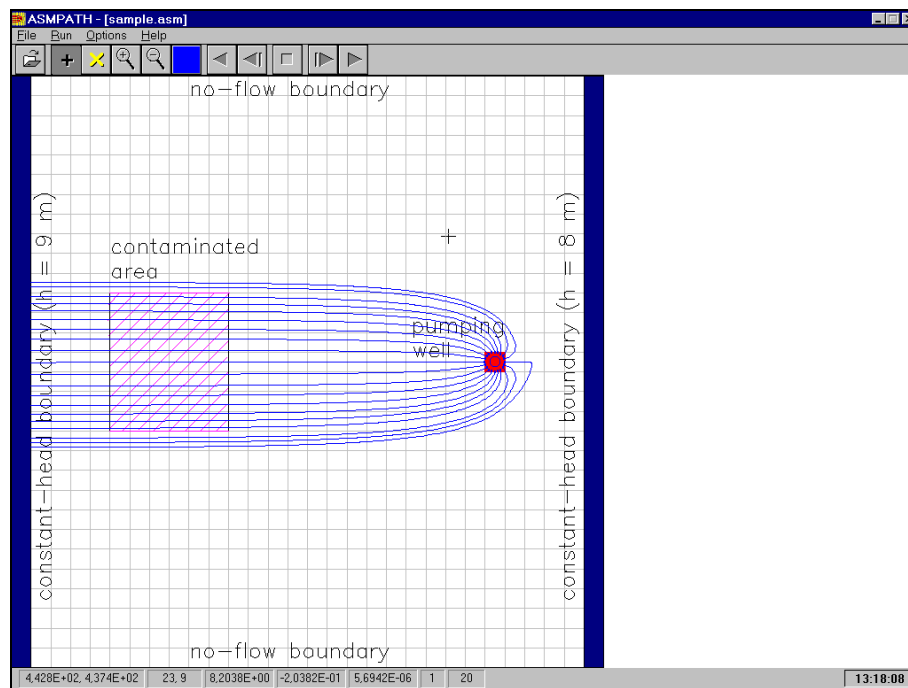 ASMPATH - [sample.asm]
File Run Options Help
no-flow boundary
constant-head boundary (h = 9 m)
contaminated
area
pumping
well
constant-head boundary (h = 8 m)
no-flow boundary
4,428E+02, 4,374E+02 23, 9 8,2038E+00 -2,0382E-01 5,6942E-06 1 20 13:18:08